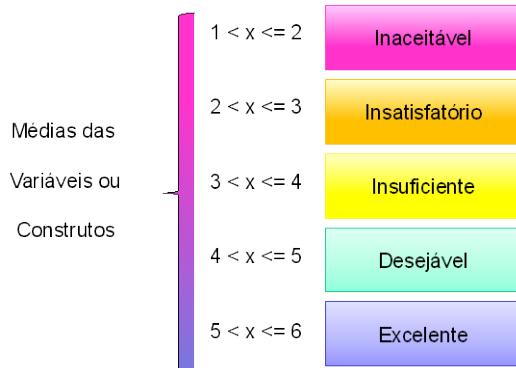 Médias das
Variáveis ou
Construtos
1 < x <= 2
Inaceitável
2 < x <= 3
Insatisfatório
3 < x <= 4
Insuficiente
4 < x <= 5
Desejável
5 < x <= 6
Excelente